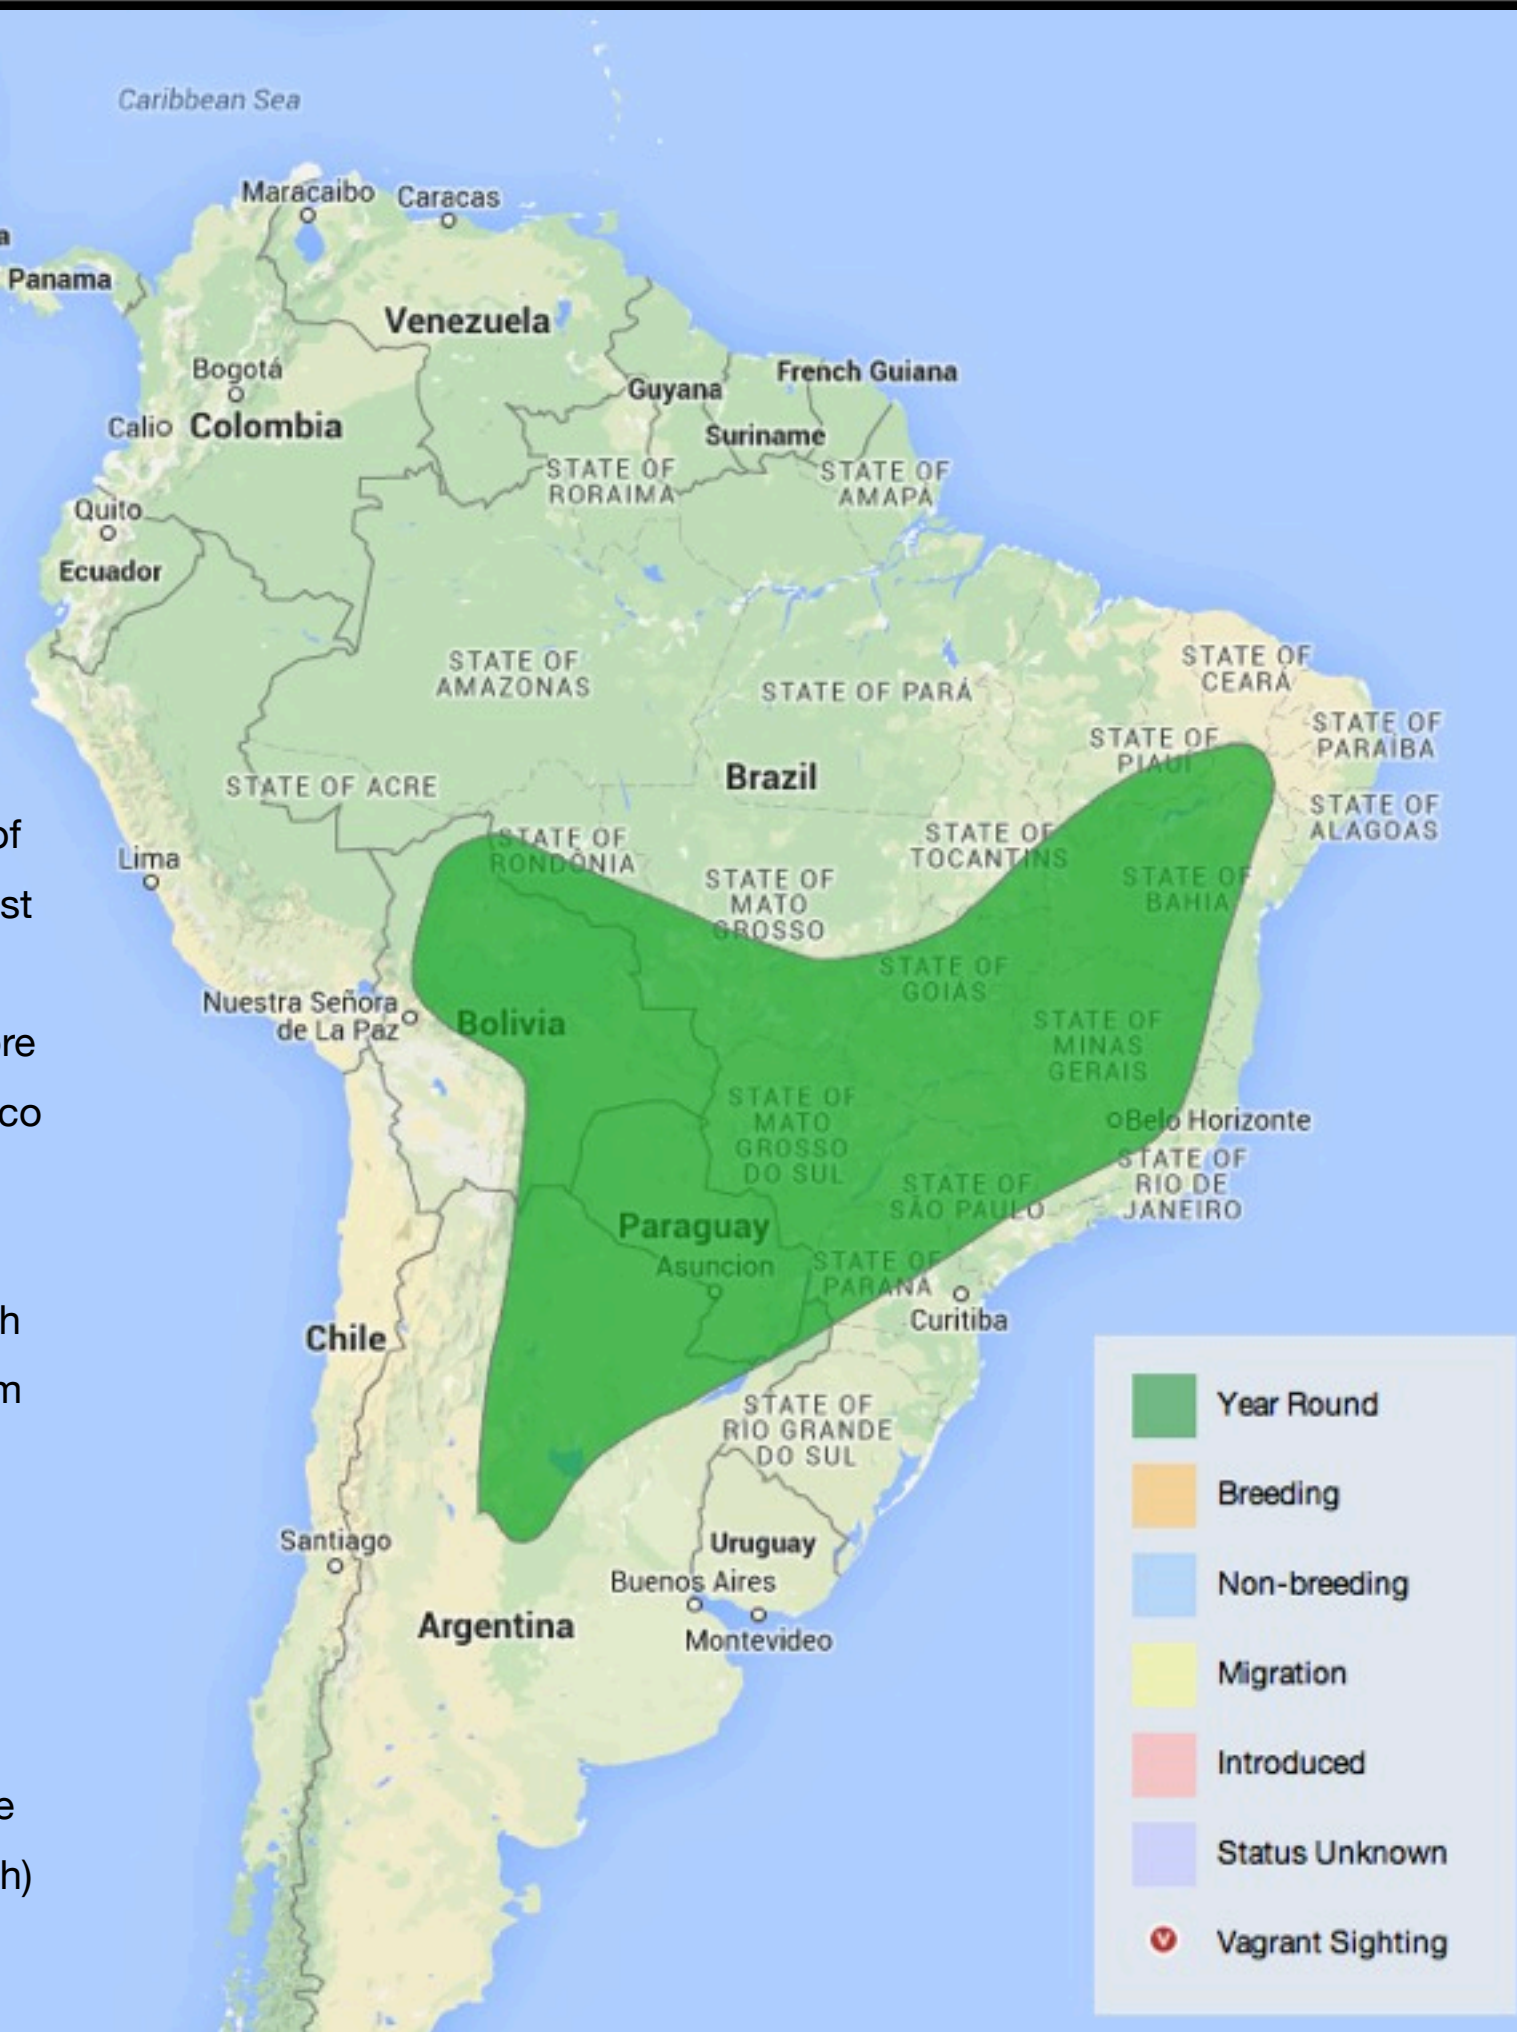 Caribbean Sea
Maracaibo
Caracas
a
Panama
Venezuela
Bogotá
French Guiana
Guyana
Cali
Colombia
Suriname
STATE OF
RORAIMA
STATE OF
AMAPÁ
Quito
Ecuador
STATE OF
AMAZONAS
STATE OF PARÁ
STATE OF
CEARÁ
STATE OF
PARAÍBA
STATE OF
PIAUÍ
Brazil
STATE OF ACRE
STATE OF
ALAGOAS
of
STATE OF
RONDÔNIA
STATE OF
TOCANTINS
Lima
STATE OF
MATO
GROSSO
STATE OF
BAHIA
st
STATE OF
GOIÁS
Nuestra Señora
de La Paz
Bolivia
STATE OF
MINAS
GERAIS
re
STATE OF
MATO
GROSSO
DO SUL
co
Belo Horizonte
STATE OF
RIO DE
JANEIRO
STATE OF
SÃO PAULO
Paraguay
Asuncion
STATE OF
PARANÁ
Curitiba
h
Chile
m
STATE OF
RIO GRANDE
DO SUL
Year Round
Breeding
Santiago
Uruguay
Buenos Aires
Non-breeding
Argentina
Montevideo
Migration
Introduced
e
Status Unknown
h)
V
Vagrant Sighting